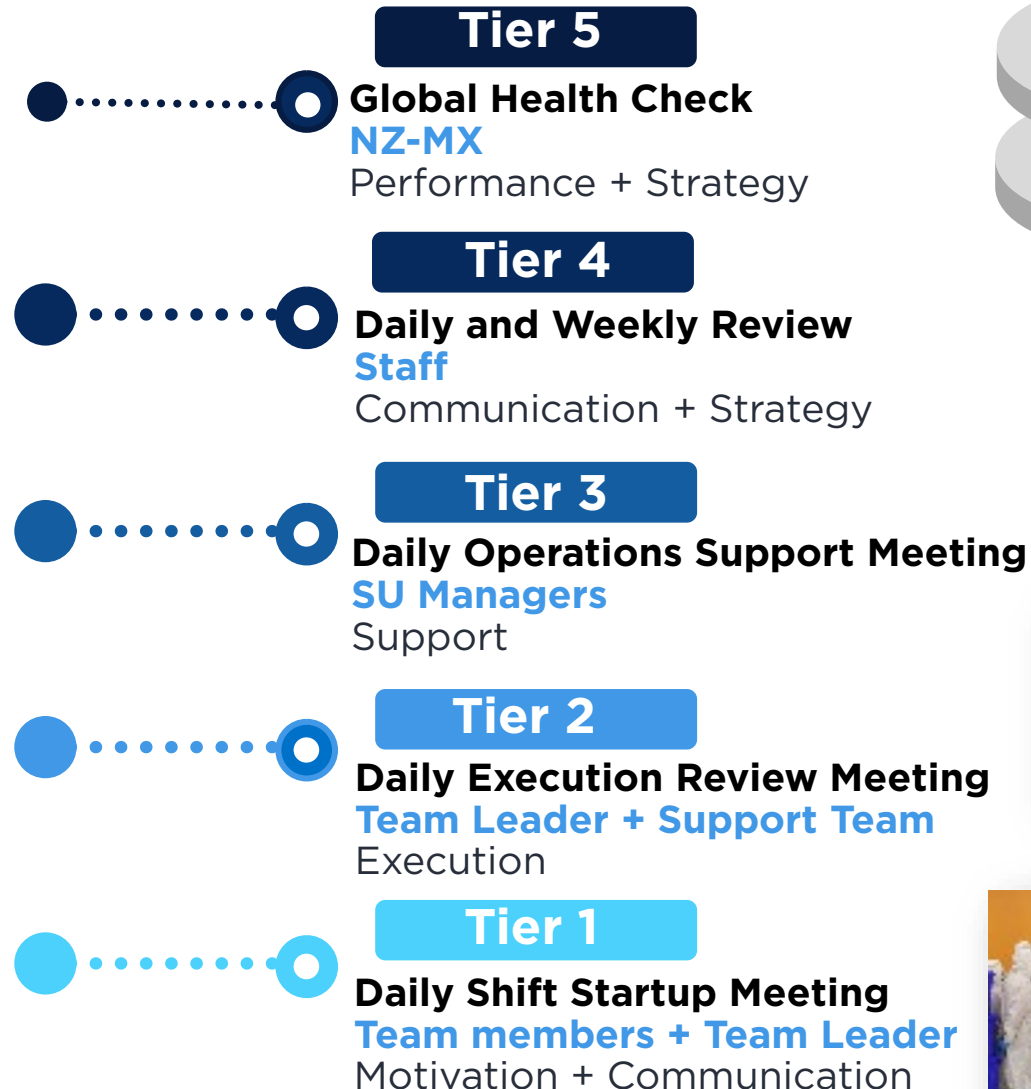 Tier 5
Global Health Check
NZ-MX
Performance + Strategy
Tier 4
Daily and Weekly Review
Staff
Communication + Strategy
Tier 3
Daily Operations Support Meeting
SU Managers
Support
Tier 2
Daily Execution Review Meeting
Team Leader + Support Team
Execution
Tier 1
Daily Shift Startup Meeting
Team members + Team Leader
Motivation + Communication